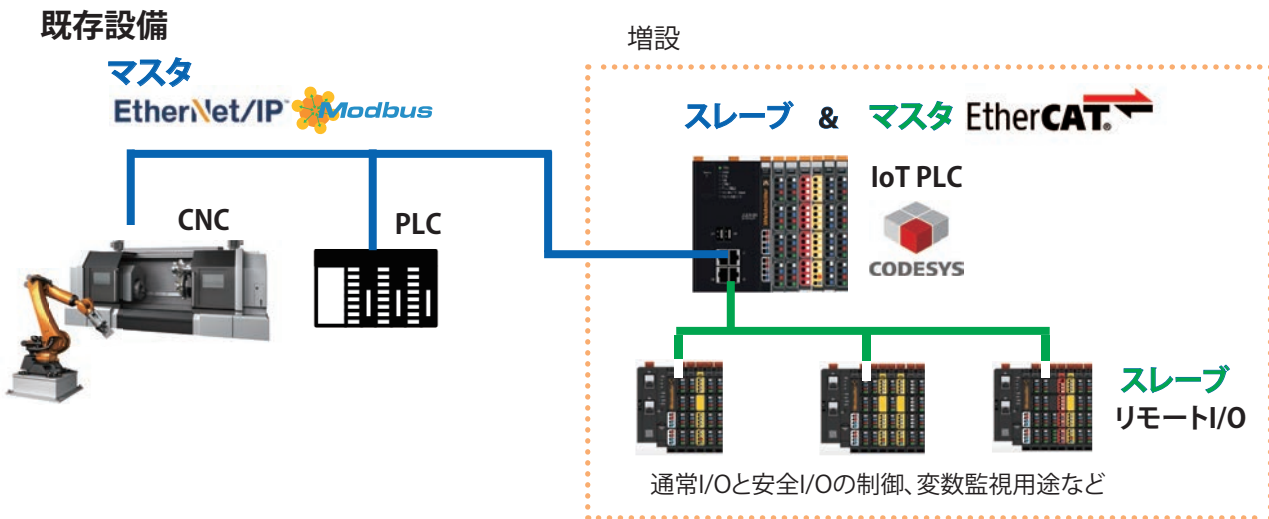 既存設備
マスタ
EtherNet/IP™ Modbus
CNC
PLC
増設
スレーブ & マスタ EtherCAT®
IoT PLC
CODESYS
スレーブ
リモートI/O
通常I/Oと安全I/Oの制御、変数監視用途など